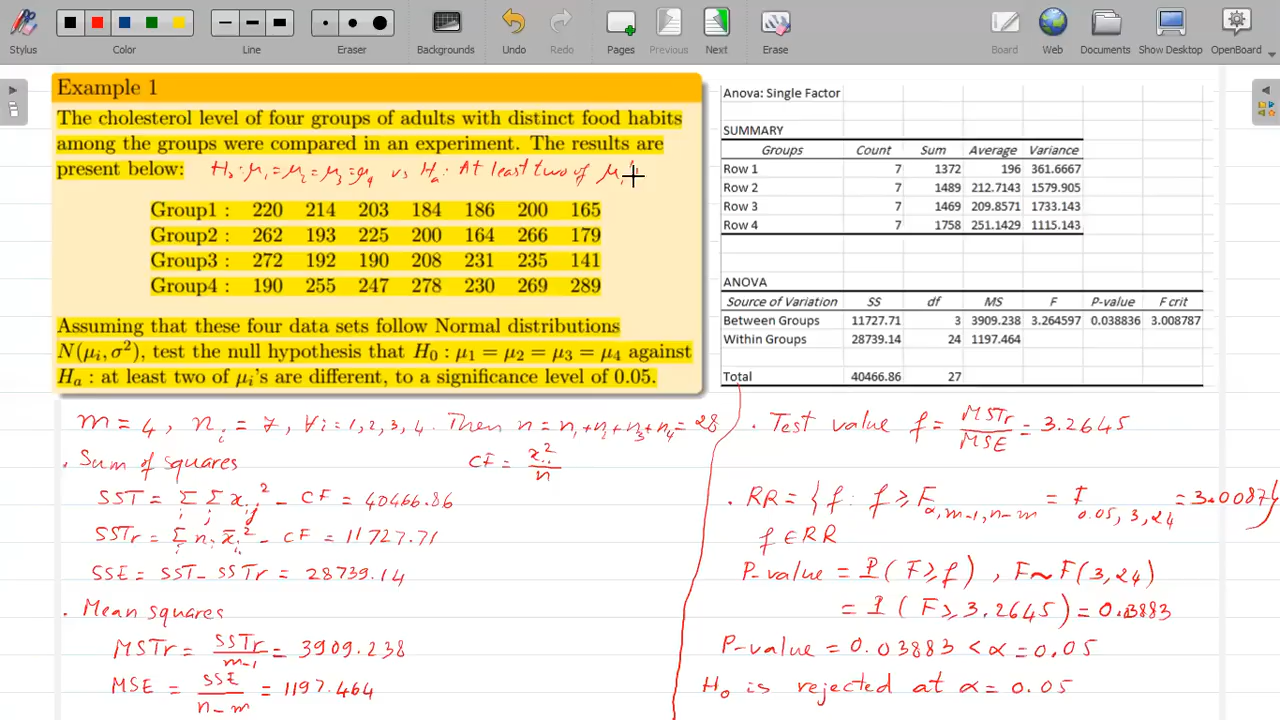 Stylus Color Line Eraser Backgrounds Undo Redo Pages Previous Next Erase Board Web Documents Show Desktop OpenBoard
Example 1
The cholesterol level of four groups of adults with distinct food habits
among the groups were compared in an experiment. The results are
present below: H₀: μ₁ = μ₂ = μ₃ = μ₄ vs Hₐ: At least two of μᵢ'
Group1 : 220 214 203 184 186 200 165
Group2 : 262 193 225 200 164 266 179
Group3 : 272 192 190 208 231 235 141
Group4 : 190 255 247 278 230 269 289
Assuming that these four data sets follow Normal distributions
N(μᵢ, σ²), test the null hypothesis that H₀ : μ₁ = μ₂ = μ₃ = μ₄ against
Hₐ : at least two of μᵢ's are different, to a significance level of 0.05.
Anova: Single Factor
SUMMARY
Groups Count Sum Average Variance
Row 1 7 1372 196 361.6667
Row 2 7 1489 212.7143 1579.905
Row 3 7 1469 209.8571 1733.143
Row 4 7 1758 251.1429 1115.143
ANOVA
Source of Variation SS df MS F P-value F crit
Between Groups 11727.71 3 3909.238 3.264597 0.038836 3.008787
Within Groups 28739.14 24 1197.464
Total 40466.86 27
m = 4, nᵢ = 7, ∀i = 1, 2, 3, 4. Then n = n₁+n₂+n₃+n₄ = 28
. Sum of squares CF = x..²/n
SST = Σᵢ Σⱼ xᵢⱼ² - CF = 40466.86
SSTr = Σᵢ nᵢ x̄ᵢ.² - CF = 11727.71
SSE = SST - SSTr = 28739.14
. Mean squares
MSTr = SSTr/m-1 = 3909.238
MSE = SSE/n-m = 1197.464
. Test value f = MSTr/MSE = 3.2645
. RR = { f : f ≥ F α, m-1, n-m = F 0.05, 3, 24 = 3.0087}
f ∈ RR
P-value = P( F ≥ f ), F ~ F(3,24)
= P( F ≥ 3.2645) = 0.03883
P-value = 0.03883 < α = 0.05
H₀ is rejected at α = 0.05